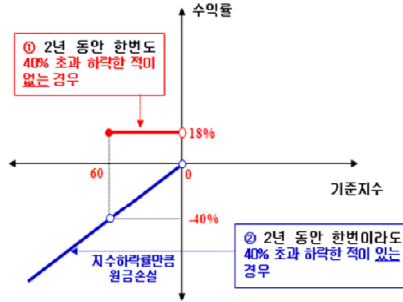 수익률
① 2년 동안 한번도
40% 초과 하락한 적이
없는 경우
18%
60
0
기준지수
-40%
지수하락률만큼
원금손실
② 2년 동안 한번이라도
40% 초과 하락한 적이 있는
경우